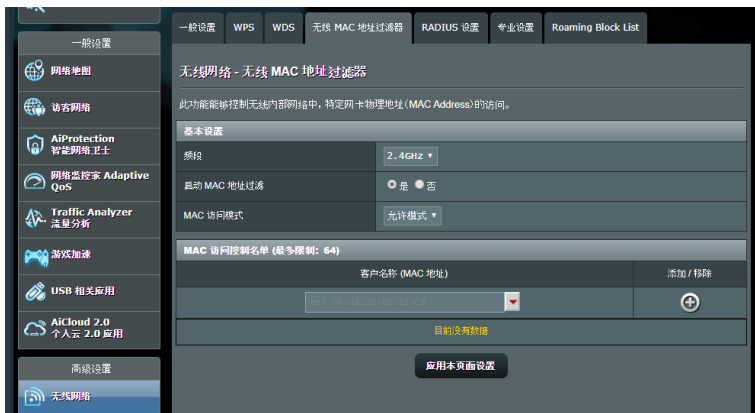 一般设置
WPS
WDS
无线 MAC 地址过滤器
RADIUS 设置
专业设置
Roaming Block List
一般设置
网络地图
访客网络
AiProtection
智能网络卫士
网络监控家 Adaptive
QoS
Traffic Analyzer
流量分析
游戏加速
USB 相关应用
AiCloud 2.0
个人云 2.0 应用
高级设置
无线网络
无线网络 - 无线 MAC 地址过滤器
此功能能够控制无线内部网络中, 特定网卡物理地址(MAC Address)的访问。
基本设置
频段
2.4GHz
启动 MAC 地址过滤
是 否
MAC 访问模式
允许模式
MAC 访问控制名单 (最多限制: 64)
客户名称 (MAC 地址)
添加 / 移除
目前没有数据
应用本页面设置